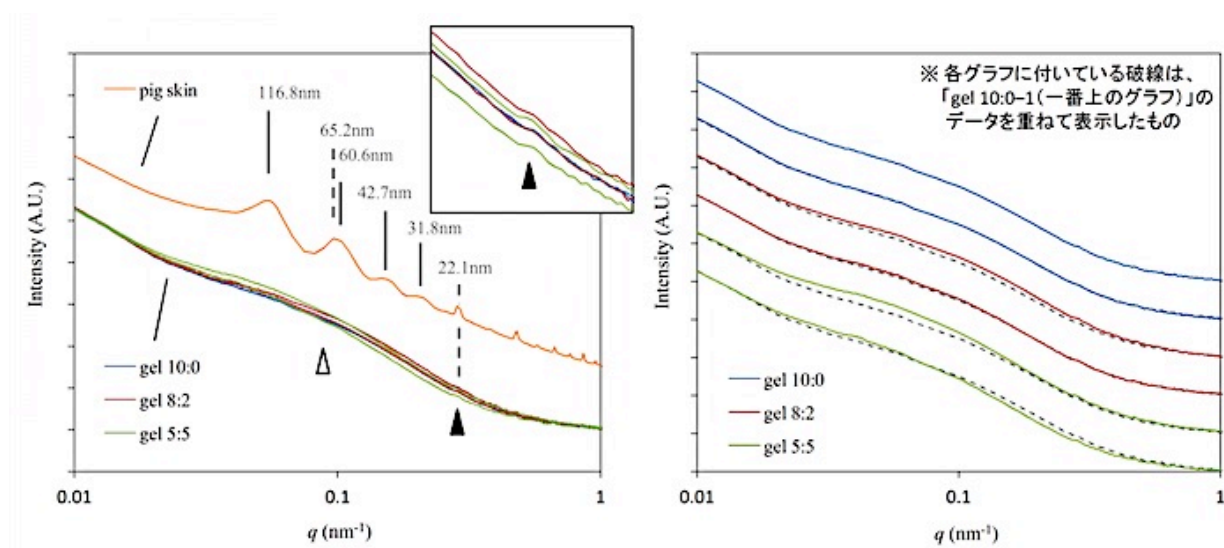 pig skin
116.8nm
65.2nm
60.6nm
42.7nm
31.8nm
22.1nm
Intensity (A.U.)
gel 10:0
gel 8:2
gel 5:5
0.01
0.1
1
q (nm⁻¹)
※ 各グラフに付いている破線は、
「gel 10:0–1(一番上のグラフ)」の
データを重ねて表示したもの
Intensity (A.U.)
gel 10:0
gel 8:2
gel 5:5
0.01
0.1
1
q (nm⁻¹)